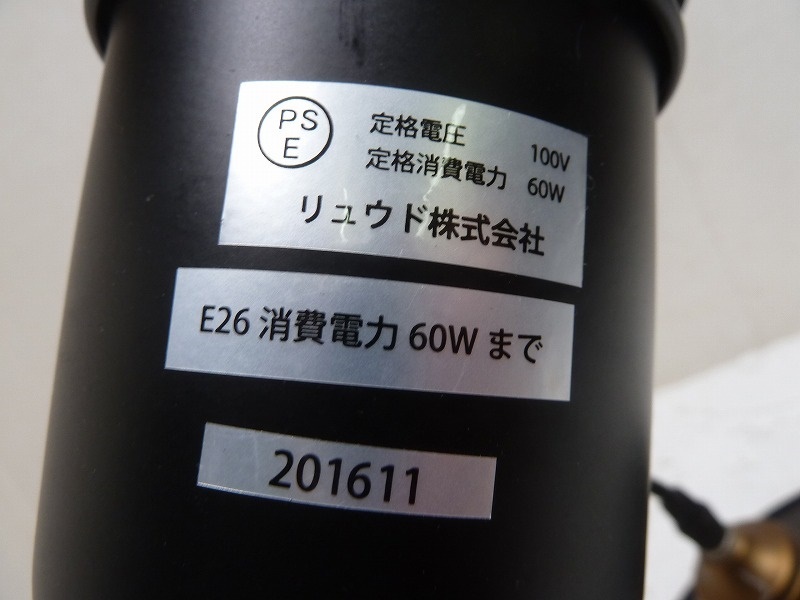 PS
E
定格電圧 100V
定格消費電力 60W
リュウド株式会社
E26 消費電力 60W まで
201611